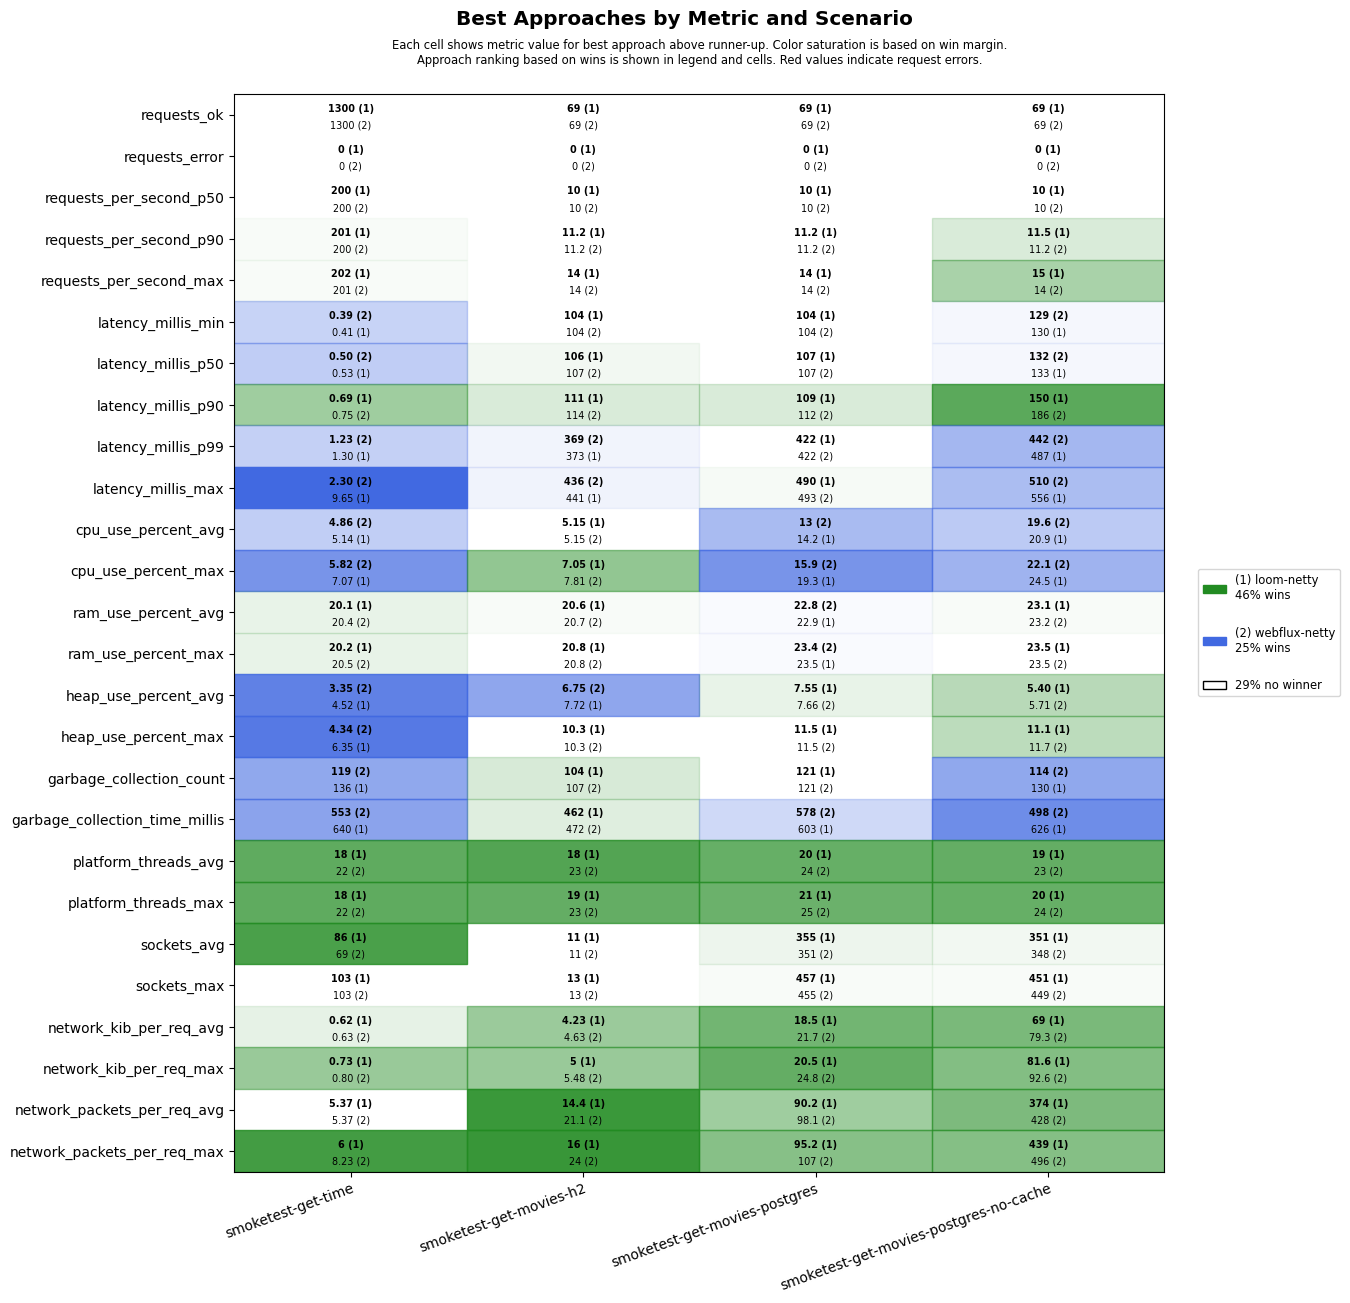 Best Approaches by Metric and Scenario
Each cell shows metric value for best approach above runner-up. Color saturation is based on win margin.
Approach ranking based on wins is shown in legend and cells. Red values indicate request errors.
requests_ok
1300 (1) 69 (1) 69 (1) 69 (1)
1300 (2) 69 (2) 69 (2) 69 (2)
requests_error
0 (1) 0 (1) 0 (1) 0 (1)
0 (2) 0 (2) 0 (2) 0 (2)
requests_per_second_p50
200 (1) 10 (1) 10 (1) 10 (1)
200 (2) 10 (2) 10 (2) 10 (2)
requests_per_second_p90
201 (1) 11.2 (1) 11.2 (1) 11.5 (1)
200 (2) 11.2 (2) 11.2 (2) 11.2 (2)
requests_per_second_max
202 (1) 14 (1) 14 (1) 15 (1)
201 (2) 14 (2) 14 (2) 14 (2)
latency_millis_min
0.39 (2) 104 (1) 104 (1) 129 (2)
0.41 (1) 104 (2) 104 (2) 130 (1)
latency_millis_p50
0.50 (2) 106 (1) 107 (1) 132 (2)
0.53 (1) 107 (2) 107 (2) 133 (1)
latency_millis_p90
0.69 (1) 111 (1) 109 (1) 150 (1)
0.75 (2) 114 (2) 112 (2) 186 (2)
latency_millis_p99
1.23 (2) 369 (2) 422 (1) 442 (2)
1.30 (1) 373 (1) 422 (2) 487 (1)
latency_millis_max
2.30 (2) 436 (2) 490 (1) 510 (2)
9.65 (1) 441 (1) 493 (2) 556 (1)
cpu_use_percent_avg
4.86 (2) 5.15 (1) 13 (2) 19.6 (2)
5.14 (1) 5.15 (2) 14.2 (1) 20.9 (1)
cpu_use_percent_max
5.82 (2) 7.05 (1) 15.9 (2) 22.1 (2)
7.07 (1) 7.81 (2) 19.3 (1) 24.5 (1)
ram_use_percent_avg
20.1 (1) 20.6 (1) 22.8 (2) 23.1 (1)
20.4 (2) 20.7 (2) 22.9 (1) 23.2 (2)
ram_use_percent_max
20.2 (1) 20.8 (1) 23.4 (2) 23.5 (1)
20.5 (2) 20.8 (2) 23.5 (1) 23.5 (2)
heap_use_percent_avg
3.35 (2) 6.75 (2) 7.55 (1) 5.40 (1)
4.52 (1) 7.72 (1) 7.66 (2) 5.71 (2)
heap_use_percent_max
4.34 (2) 10.3 (1) 11.5 (1) 11.1 (1)
6.35 (1) 10.3 (2) 11.5 (2) 11.7 (2)
garbage_collection_count
119 (2) 104 (1) 121 (1) 114 (2)
136 (1) 107 (2) 121 (2) 130 (1)
garbage_collection_time_millis
553 (2) 462 (1) 578 (2) 498 (2)
640 (1) 472 (2) 603 (1) 626 (1)
platform_threads_avg
18 (1) 18 (1) 20 (1) 19 (1)
22 (2) 23 (2) 24 (2) 23 (2)
platform_threads_max
18 (1) 19 (1) 21 (1) 20 (1)
22 (2) 23 (2) 25 (2) 24 (2)
sockets_avg
86 (1) 11 (1) 355 (1) 351 (1)
69 (2) 11 (2) 351 (2) 348 (2)
sockets_max
103 (1) 13 (1) 457 (1) 451 (1)
103 (2) 13 (2) 455 (2) 449 (2)
network_kib_per_req_avg
0.62 (1) 4.23 (1) 18.5 (1) 69 (1)
0.63 (2) 4.63 (2) 21.7 (2) 79.3 (2)
network_kib_per_req_max
0.73 (1) 5 (1) 20.5 (1) 81.6 (1)
0.80 (2) 5.48 (2) 24.8 (2) 92.6 (2)
network_packets_per_req_avg
5.37 (1) 14.4 (1) 90.2 (1) 374 (1)
5.37 (2) 21.1 (2) 98.1 (2) 428 (2)
network_packets_per_req_max
6 (1) 16 (1) 95.2 (1) 439 (1)
8.23 (2) 24 (2) 107 (2) 496 (2)
smoketest-get-time
smoketest-get-movies-h2
smoketest-get-movies-postgres
smoketest-get-movies-postgres-no-cache
(1) loom-netty
46% wins
(2) webflux-netty
25% wins
29% no winner